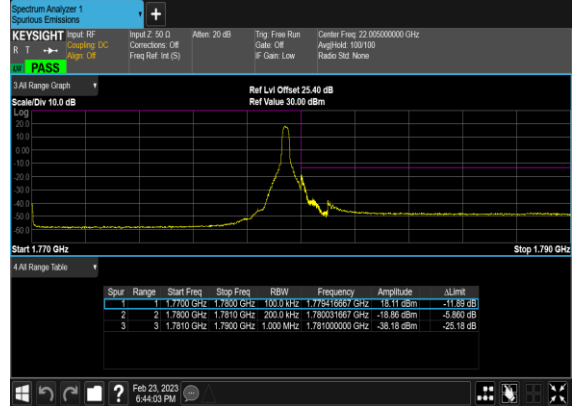 Spectrum Analyzer 1
Spurious Emissions
+
KEYSIGHT
R T
PASS
Input: RF
Coupling: DC
Align: Off
Input Z: 50 Ω
Corrections: Off
Freq Ref: Int (S)
Atten: 20 dB
Trig: Free Run
Gate: Off
IF Gain: Low
Center Freq: 22.005000000 GHz
Avg|Hold: 100/100
Radio Std: None
3 All Range Graph
Scale/Div 10.0 dB
Ref Lvl Offset 25.40 dB
Ref Value 30.00 dBm
Log
20.0
10.0
0.00
-10.0
-20.0
-30.0
-40.0
-50.0
-60.0
Start 1.770 GHz
Stop 1.790 GHz
4 All Range Table
Spur Range Start Freq Stop Freq RBW Frequency Amplitude ΔLimit
1 1 1.7700 GHz 1.7800 GHz 100.0 kHz 1.779416667 GHz 18.11 dBm -11.89 dB
2 2 1.7800 GHz 1.7810 GHz 200.0 kHz 1.780031667 GHz -18.86 dBm -5.860 dB
3 3 1.7810 GHz 1.7900 GHz 1.000 MHz 1.781000000 GHz -38.18 dBm -25.18 dB
?
Feb 23, 2023
6:44:03 PM